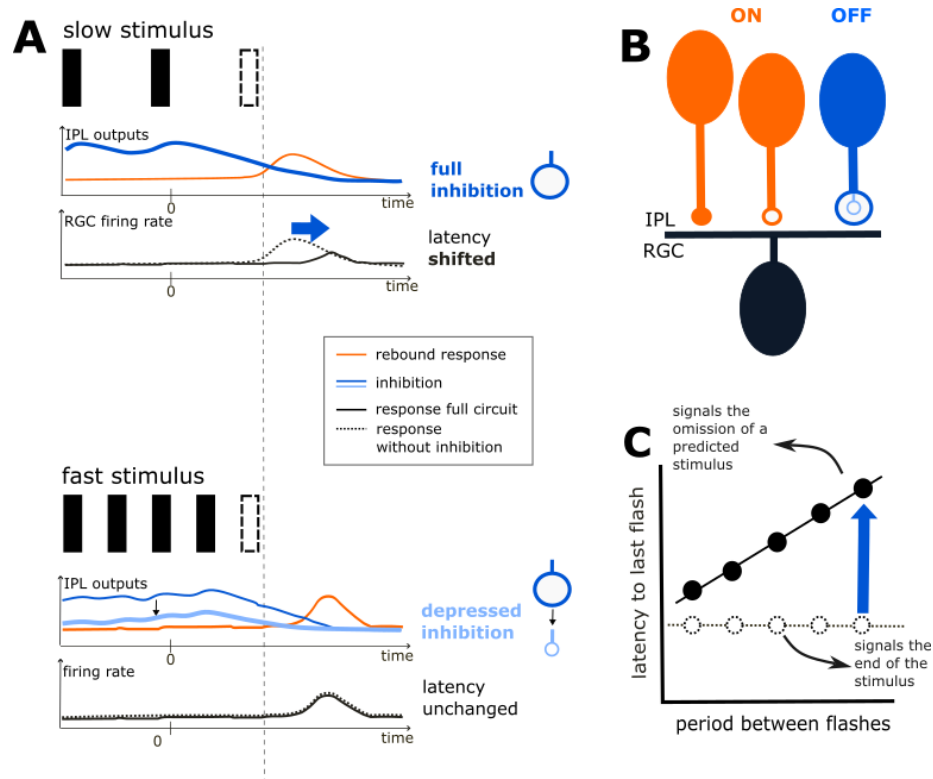 A
slow stimulus
IPL outputs
full
inhibition
0
time
RGC firing rate
latency
shifted
0
time
rebound response
inhibition
response full circuit
response
without inhibition
fast stimulus
IPL outputs
depressed
inhibition
0
firing rate
latency
unchanged
0
time
B
ON
OFF
IPL
RGC
C
signals the
omission of a
predicted
stimulus
latency to last flash
signals the
end of the
stimulus
period between flashes